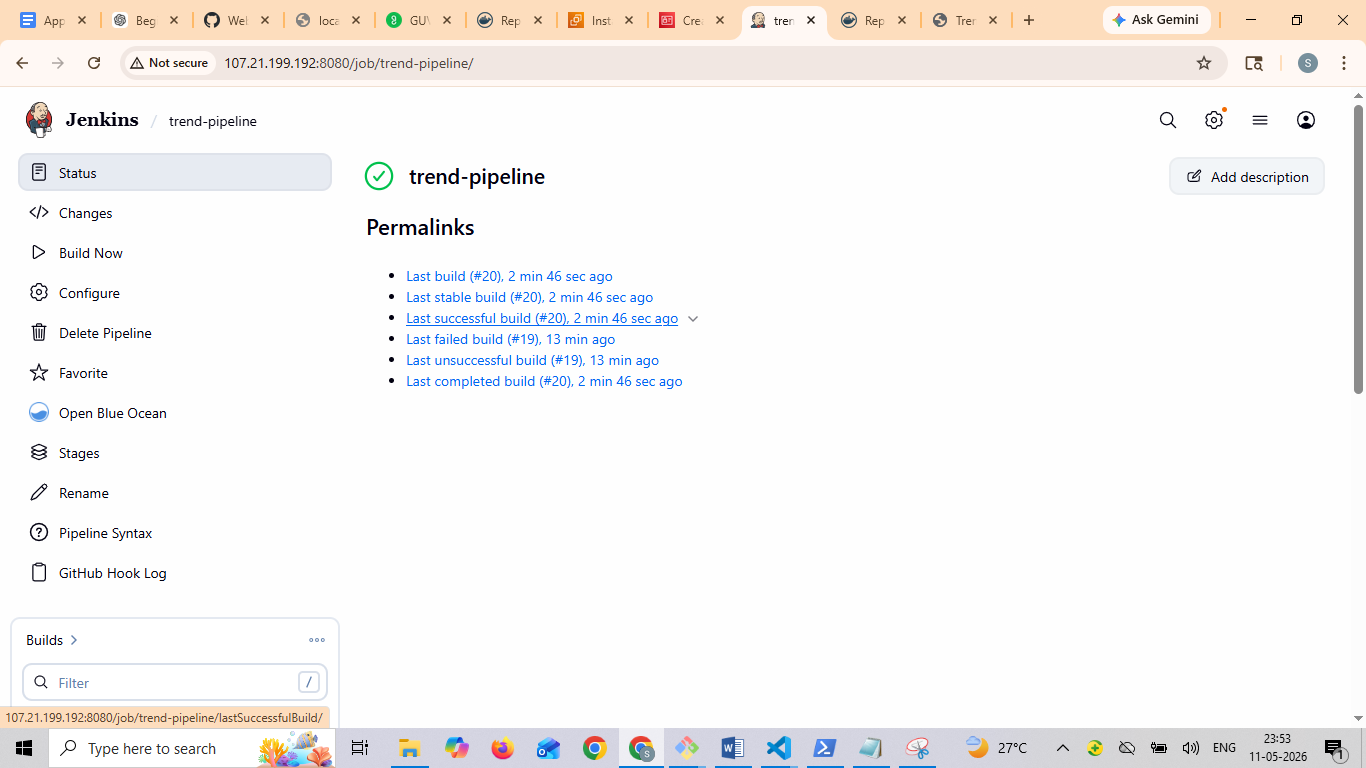 App
Beg
Wel
loca
GUV
Rep
Inst
Crea
tren
Rep
Tren
Ask Gemini
Not secure
107.21.199.192:8080/job/trend-pipeline/
S
Jenkins / trend-pipeline
Status
Changes
Build Now
Configure
Delete Pipeline
Favorite
Open Blue Ocean
Stages
Rename
Pipeline Syntax
GitHub Hook Log
Builds
Filter
/
trend-pipeline
Add description
Permalinks
Last build (#20), 2 min 46 sec ago
Last stable build (#20), 2 min 46 sec ago
Last successful build (#20), 2 min 46 sec ago
Last failed build (#19), 13 min ago
Last unsuccessful build (#19), 13 min ago
Last completed build (#20), 2 min 46 sec ago
107.21.199.192:8080/job/trend-pipeline/lastSuccessfulBuild/
Type here to search
27°C
ENG
23:53
11-05-2026
1